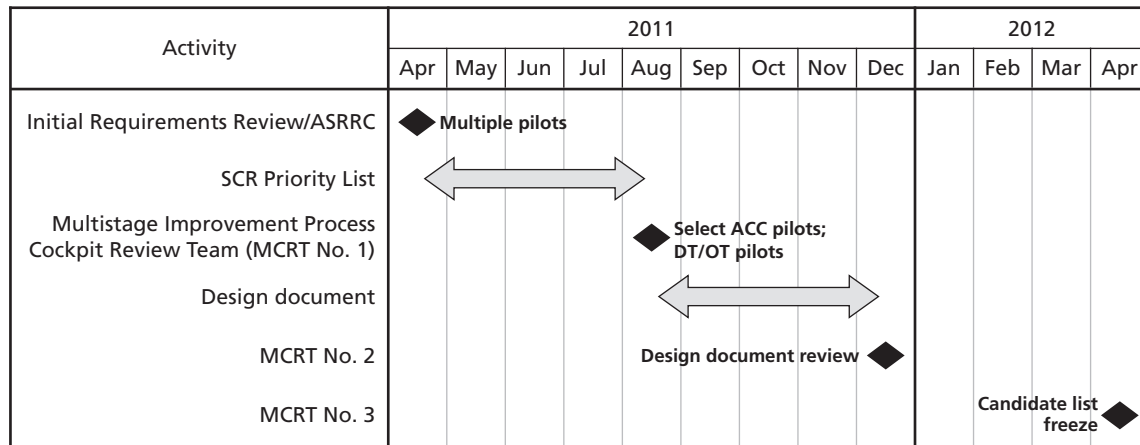 Activity
2011
2012
Apr May Jun Jul Aug Sep Oct Nov Dec Jan Feb Mar Apr
Initial Requirements Review/ASRRC
Multiple pilots
SCR Priority List
Multistage Improvement Process
Cockpit Review Team (MCRT No. 1)
Select ACC pilots;
DT/OT pilots
Design document
MCRT No. 2
Design document review
MCRT No. 3
Candidate list
freeze